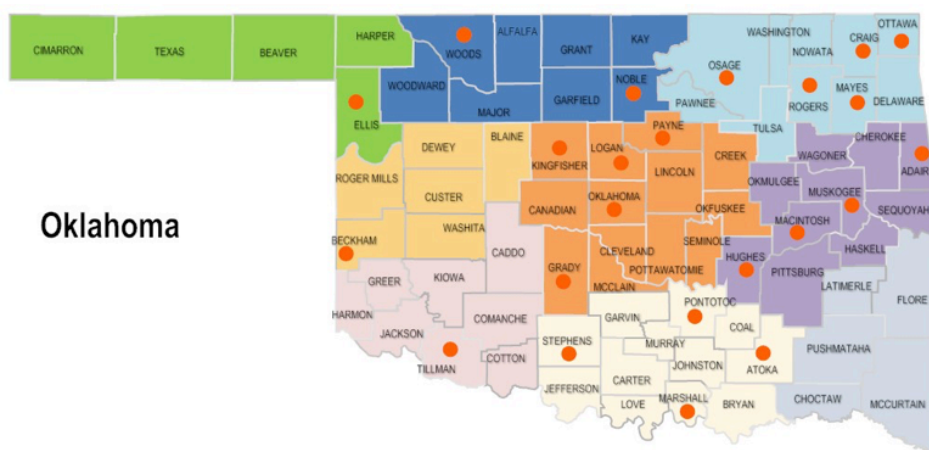 OTTAWA
HARPER
ALFALFA
KAY
WASHINGTON
CRAIG
CIMARRON
TEXAS
BEAVER
WOODS
GRANT
NOWATA
OSAGE
WOODWARD
NOBLE
MAYES
MAJOR
GARFIELD
PAWNEE
ROGERS
DELAWARE
ELLIS
PAYNE
TULSA
DEWEY
BLAINE
KINGFISHER
LOGAN
CREEK
WAGONER
CHEROKEE
ROGER MILLS
LINCOLN
ADAIR
CUSTER
OKLAHOMA
OKMULGEE
MUSKOGEE
CANADIAN
OKFUSKEE
SEQUOYAH
Oklahoma
WASHITA
MACINTOSH
BECKHAM
CADDO
CLEVELAND
SEMINOLE
HASKELL
GRADY
HUGHES
GREER
KIOWA
POTTAWATOMIE
PITTSBURG
MCCLAIN
LATIMERLE
HARMON
PONTOTOC
FLORE
JACKSON
COMANCHE
GARVIN
COAL
STEPHENS
MURRAY
PUSHMATAHA
TILLMAN
COTTON
JOHNSTON
ATOKA
JEFFERSON
CARTER
LOVE
MARSHALL
BRYAN
CHOCTAW
MCCURTAIN